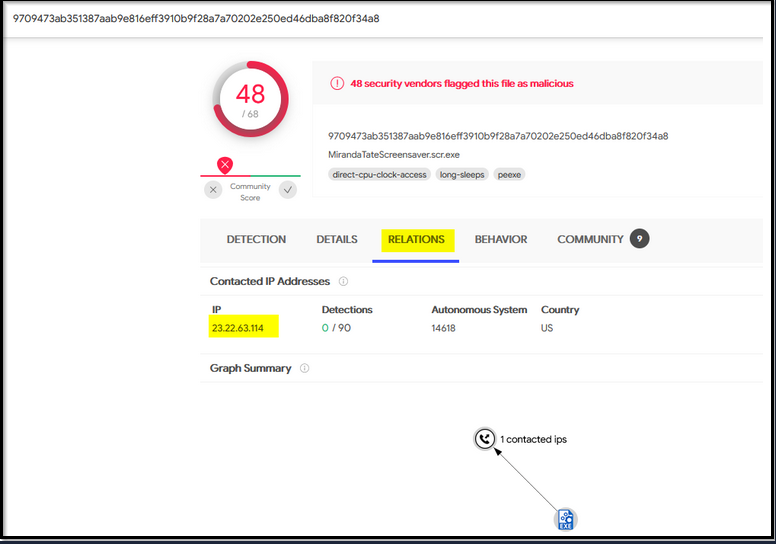 9709473ab351387aab9e816eff3910b9f28a7a70202e250ed46dba8f820f34a8
48
/ 68
Community
Score
48 security vendors flagged this file as malicious
9709473ab351387aab9e816eff3910b9f28a7a70202e250ed46dba8f820f34a8
MirandaTateScreensaver.scr.exe
direct-cpu-clock-access long-sleeps peexe
DETECTION DETAILS RELATIONS BEHAVIOR COMMUNITY 9
Contacted IP Addresses
IP Detections Autonomous System Country
23.22.63.114 0 / 90 14618 US
Graph Summary
1 contacted ips
EXE